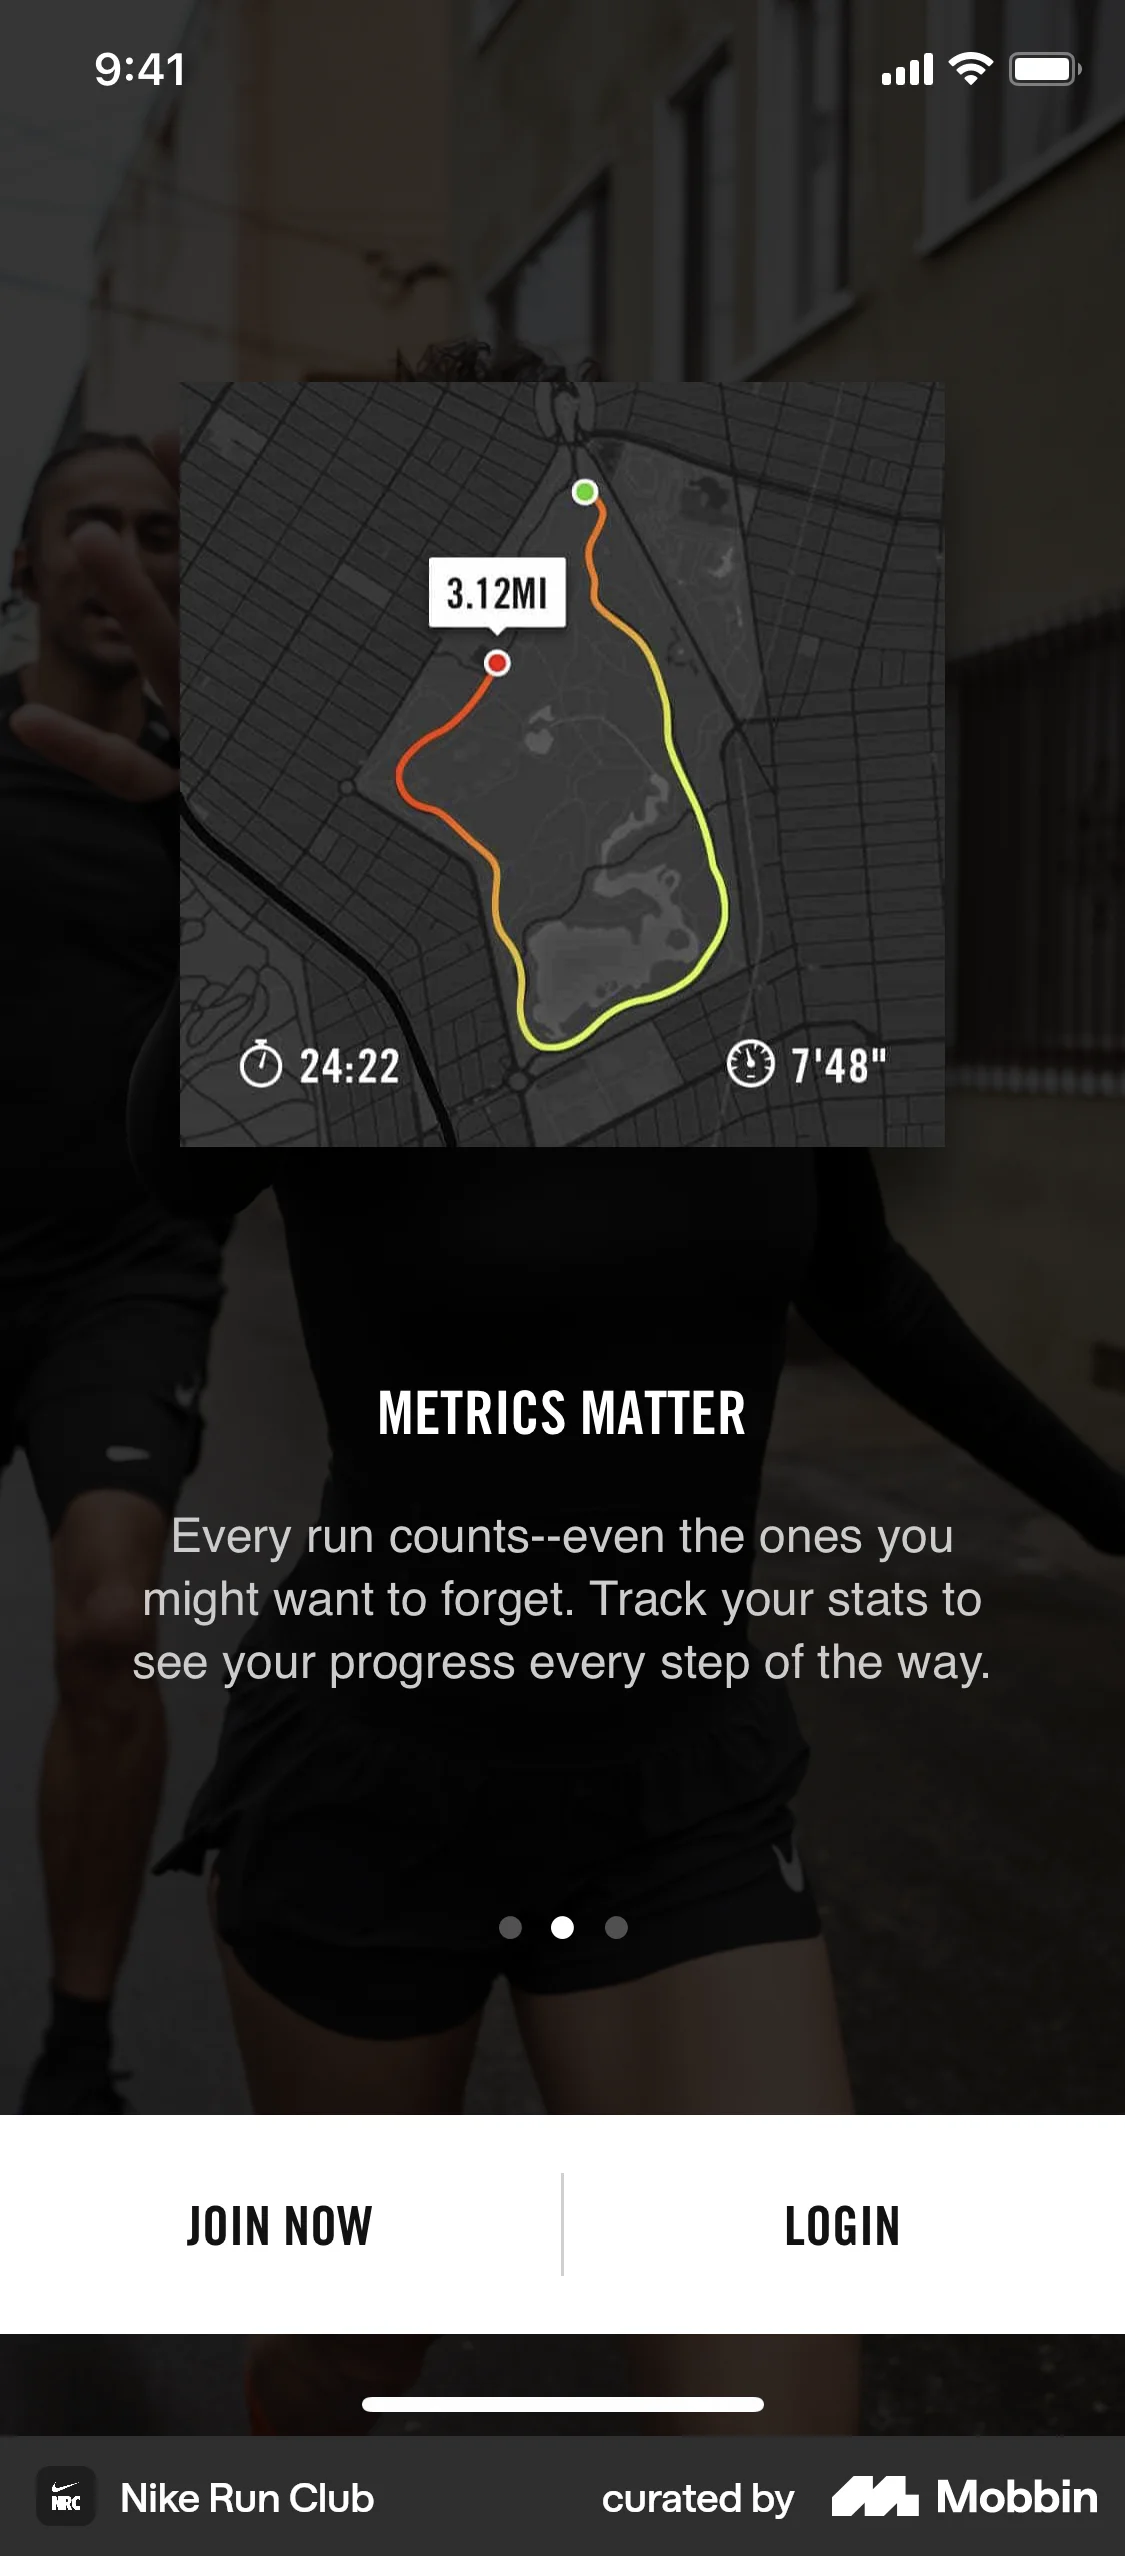 9:41
3.12MI
24:22
7'48"
METRICS MATTER
Every run counts--even the ones you
might want to forget. Track your stats to
see your progress every step of the way.
JOIN NOW
LOGIN
NRC
Nike Run Club
curated by
Mobbin